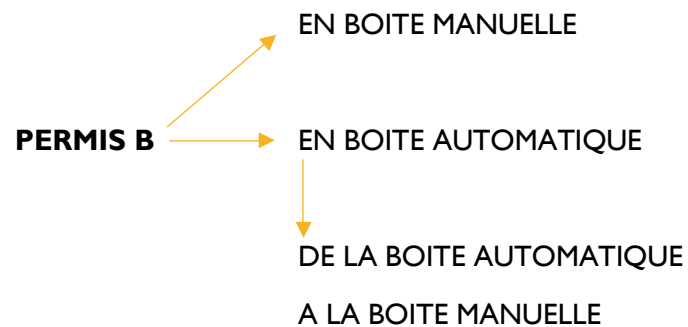 EN BOITE MANUELLE
PERMIS B
EN BOITE AUTOMATIQUE
DE LA BOITE AUTOMATIQUE
A LA BOITE MANUELLE